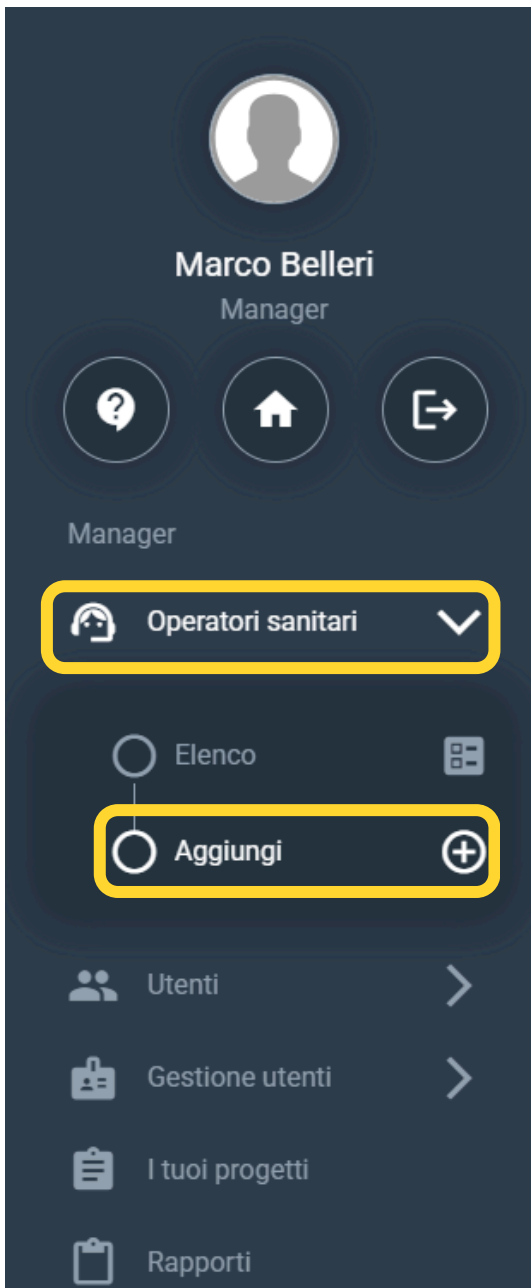 Marco Belleri
Manager
Manager
Operatori sanitari
Elenco
Aggiungi
Utenti
Gestione utenti
I tuoi progetti
Rapporti